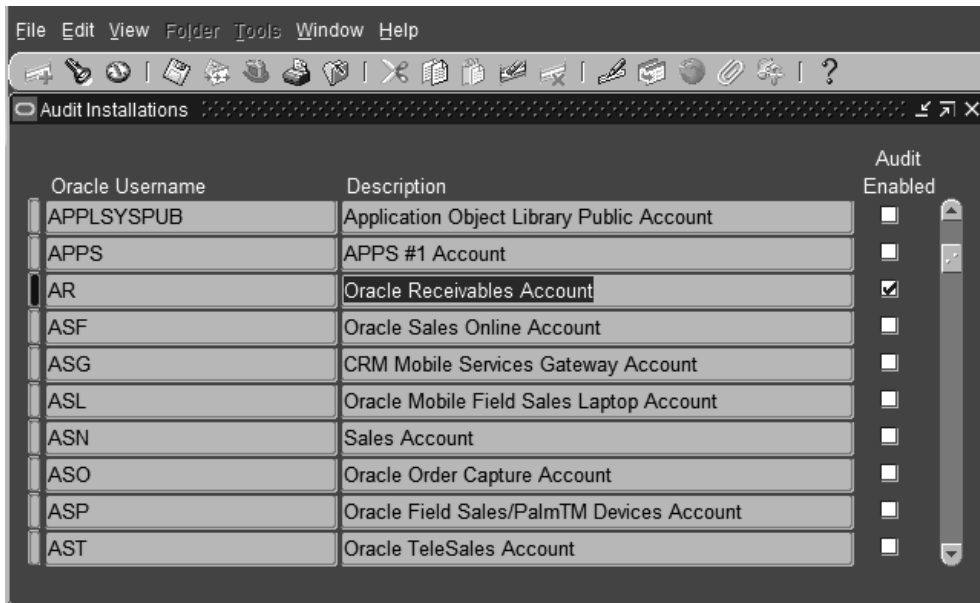 File Edit View Folder Tools Window Help
?
Audit Installations
Audit
Oracle Username Description Enabled
APPLSYSPUB Application Object Library Public Account
APPS APPS #1 Account
AR Oracle Receivables Account
ASF Oracle Sales Online Account
ASG CRM Mobile Services Gateway Account
ASL Oracle Mobile Field Sales Laptop Account
ASN Sales Account
ASO Oracle Order Capture Account
ASP Oracle Field Sales/PalmTM Devices Account
AST Oracle TeleSales Account